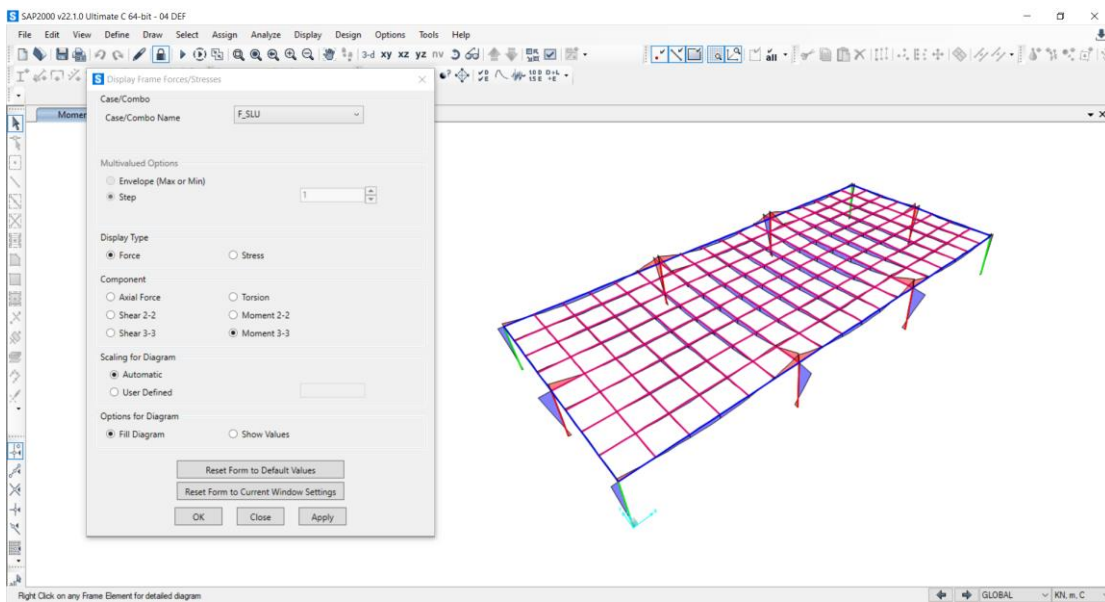 SAP2000 v22.1.0 Ultimate C 64-bit - 04 DEF
File Edit View Define Draw Select Assign Analyze Display Design Options Tools Help
3-d xy xz yz nv
all
Display Frame Forces/Stresses
Momen
Case/Combo
Case/Combo Name F_SLU
Multivalued Options
Envelope (Max or Min)
Step 1
Display Type
Force Stress
Component
Axial Force Torsion
Shear 2-2 Moment 2-2
Shear 3-3 Moment 3-3
Scaling for Diagram
Automatic
User Defined
Options for Diagram
Fill Diagram Show Values
Reset Form to Default Values
Reset Form to Current Window Settings
OK Close Apply
Right Click on any Frame Element for detailed diagram GLOBAL KN, m, C